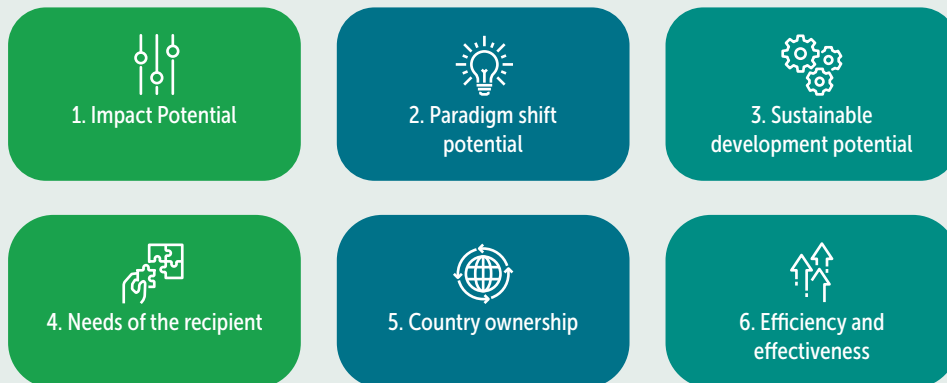 1. Impact Potential
2. Paradigm shift
potential
3. Sustainable
development potential
4. Needs of the recipient
5. Country ownership
6. Efficiency and
effectiveness